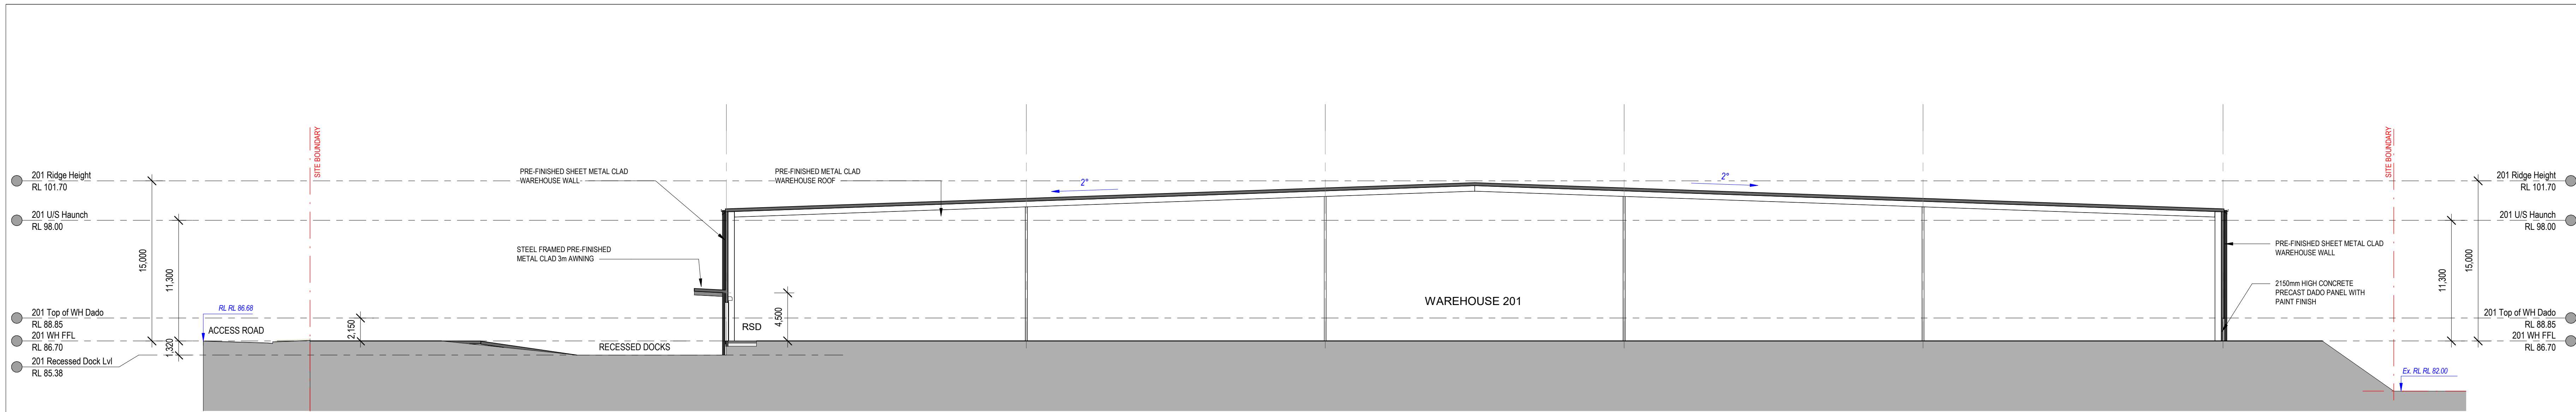 201 Ridge Height
RL 101.70
201 U/S Haunch
RL 98.00
201 Top of WH Dado
RL 88.85
201 WH FFL
RL 86.70
201 Recessed Dock Lvl
RL 85.38
15,000
11,300
1,320
2,150
RL RL 86.68
ACCESS ROAD
SITE BOUNDARY
PRE-FINISHED SHEET METAL CLAD
WAREHOUSE WALL
STEEL FRAMED PRE-FINISHED
METAL CLAD 3m AWNING
RECESSED DOCKS
RSD
4,500
PRE-FINISHED METAL CLAD
WAREHOUSE ROOF
2°
WAREHOUSE 201
2°
PRE-FINISHED SHEET METAL CLAD
WAREHOUSE WALL
2150mm HIGH CONCRETE
PRECAST DADO PANEL WITH
PAINT FINISH
SITE BOUNDARY
Ex. RL RL 82.00
11,300
15,000
201 Ridge Height
RL 101.70
201 U/S Haunch
RL 98.00
201 Top of WH Dado
RL 88.85
201 WH FFL
RL 86.70